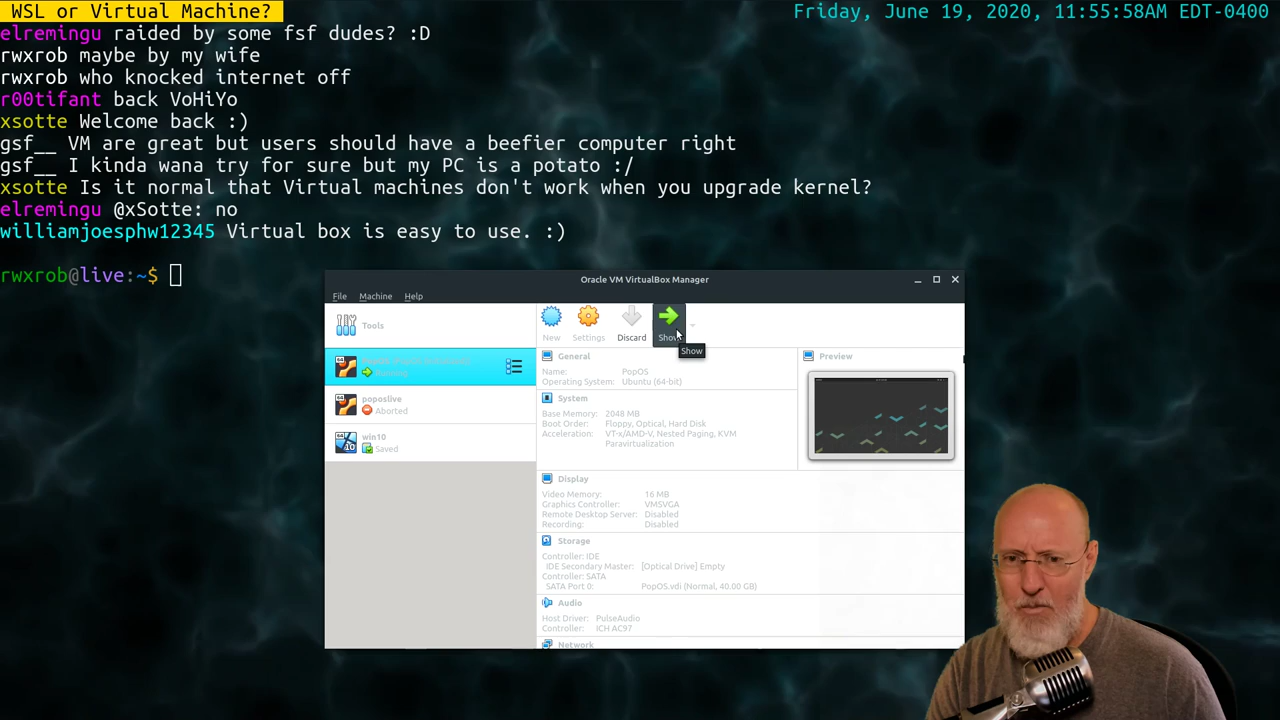 WSL or Virtual Machine?
Friday, June 19, 2020, 11:55:58AM EDT-0400
elremingu raided by some fsf dudes? :D
rwxrob maybe by my wife
rwxrob who knocked internet off
r00tifant back VoHiYo
xsotte Welcome back :)
gsf__ VM are great but users should have a beefier computer right
gsf__ I kinda wana try for sure but my PC is a potato :/
xsotte Is it normal that Virtual machines don't work when you upgrade kernel?
elremingu @xSotte: no
williamjoesphw12345 Virtual box is easy to use. :)
rwxrob@live:~$
Oracle VM VirtualBox Manager
File Machine Help
Tools
New Settings Discard Show
Show
Running
poposlive
Aborted
win10
Saved
General
Name: PopOS
Operating System: Ubuntu (64-bit)
System
Base Memory: 2048 MB
Boot Order: Floppy, Optical, Hard Disk
Acceleration: VT-x/AMD-V, Nested Paging, KVM
Paravirtualization
Preview
Display
Video Memory: 16 MB
Graphics Controller: VMSVGA
Remote Desktop Server: Disabled
Recording: Disabled
Storage
Controller: IDE
IDE Secondary Master: [Optical Drive] Empty
Controller: SATA
SATA Port 0: PopOS.vdi (Normal, 40.00 GB)
Audio
Host Driver: PulseAudio
Controller: ICH AC97
Network